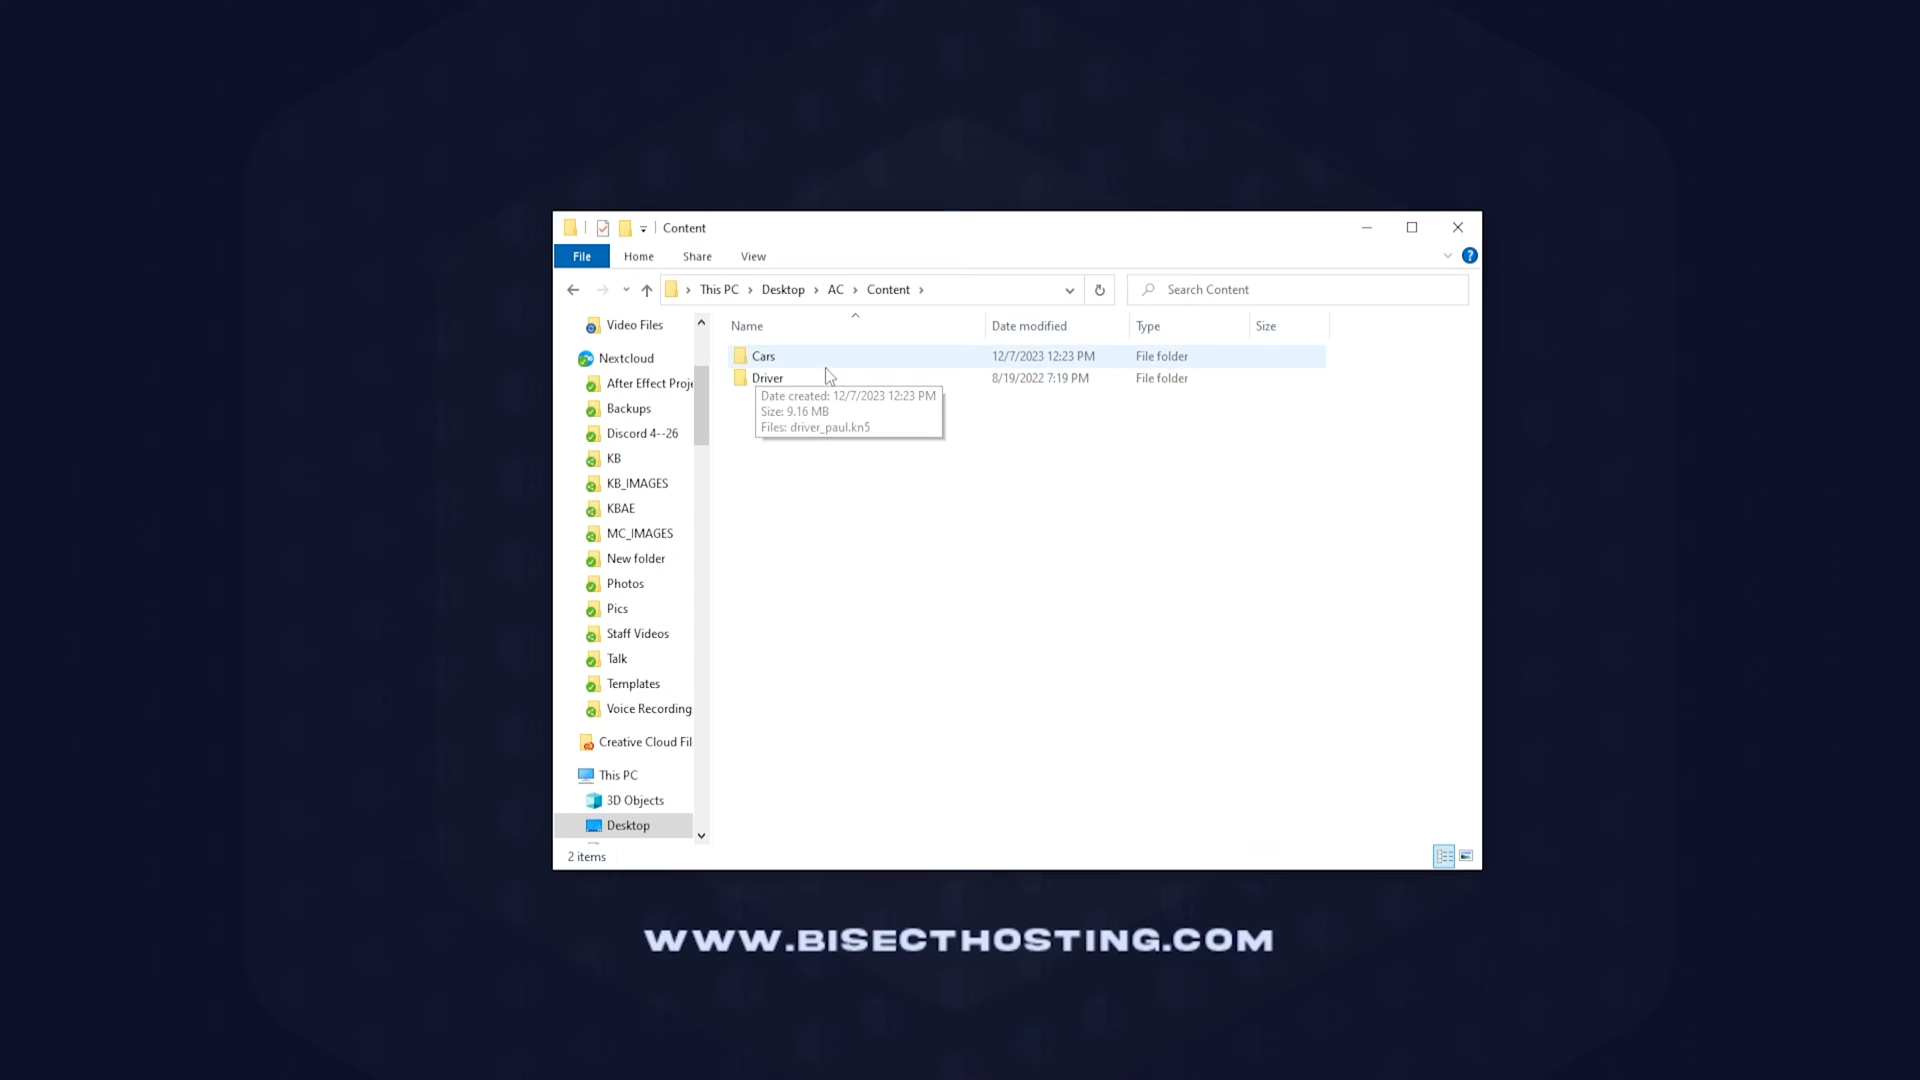 Content
File Home Share View
This PC Desktop AC Content
Search Content
Name Date modified Type Size
Cars 12/7/2023 12:23 PM File folder
Driver 8/19/2022 7:19 PM File folder
Date created: 12/7/2023 12:23 PM
Size: 9.16 MB
Files: driver_paul.kn5
Video Files
Nextcloud
After Effect Proje
Backups
Discord 4--26
KB
KB_IMAGES
KBAE
MC_IMAGES
New folder
Photos
Pics
Staff Videos
Talk
Templates
Voice Recording
Creative Cloud Fil
This PC
3D Objects
Desktop
2 items
WWW.BISECTHOSTING.COM